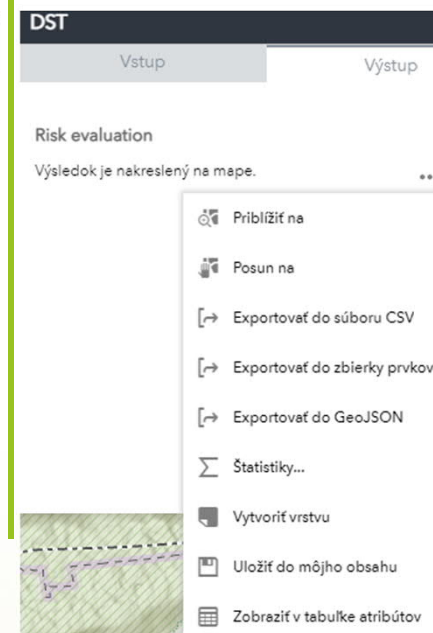 DST
Vstup
Výstup
Risk evaluation
Výsledok je nakreslený na mape.
Priblížiť na
Posun na
Exportovať do súboru CSV
Exportovať do zbierky prvkov
Exportovať do GeoJSON
Štatistiky...
Vytvoriť vrstvu
Uložiť do môjho obsahu
Zobraziť v tabuľke atribútov